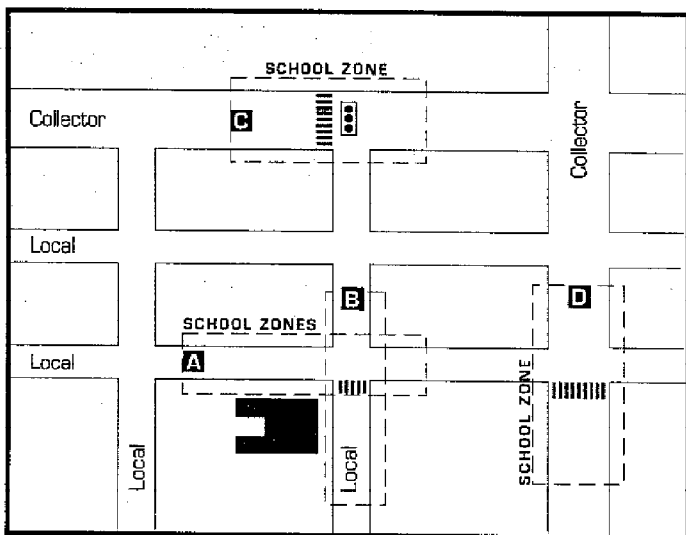 SCHOOL ZONE
Collector
C
Collector
Local
B
D
SCHOOL ZONES
Local
A
SCHOOL ZONE
Local
Local